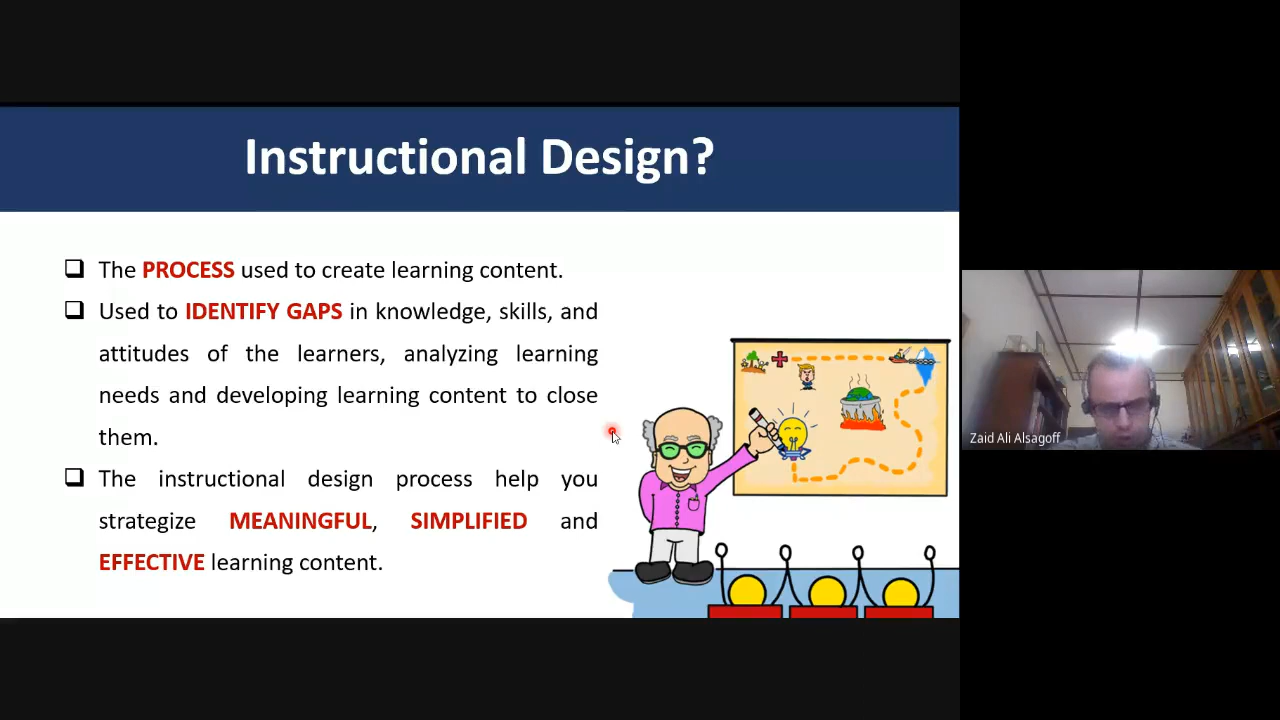 Instructional Design?
The PROCESS used to create learning content.
Used to IDENTIFY GAPS in knowledge, skills, and
attitudes of the learners, analyzing learning
needs and developing learning content to close
them.
The instructional design process help you
strategize MEANINGFUL, SIMPLIFIED and
EFFECTIVE learning content.
Zaid Ali Alsagoff